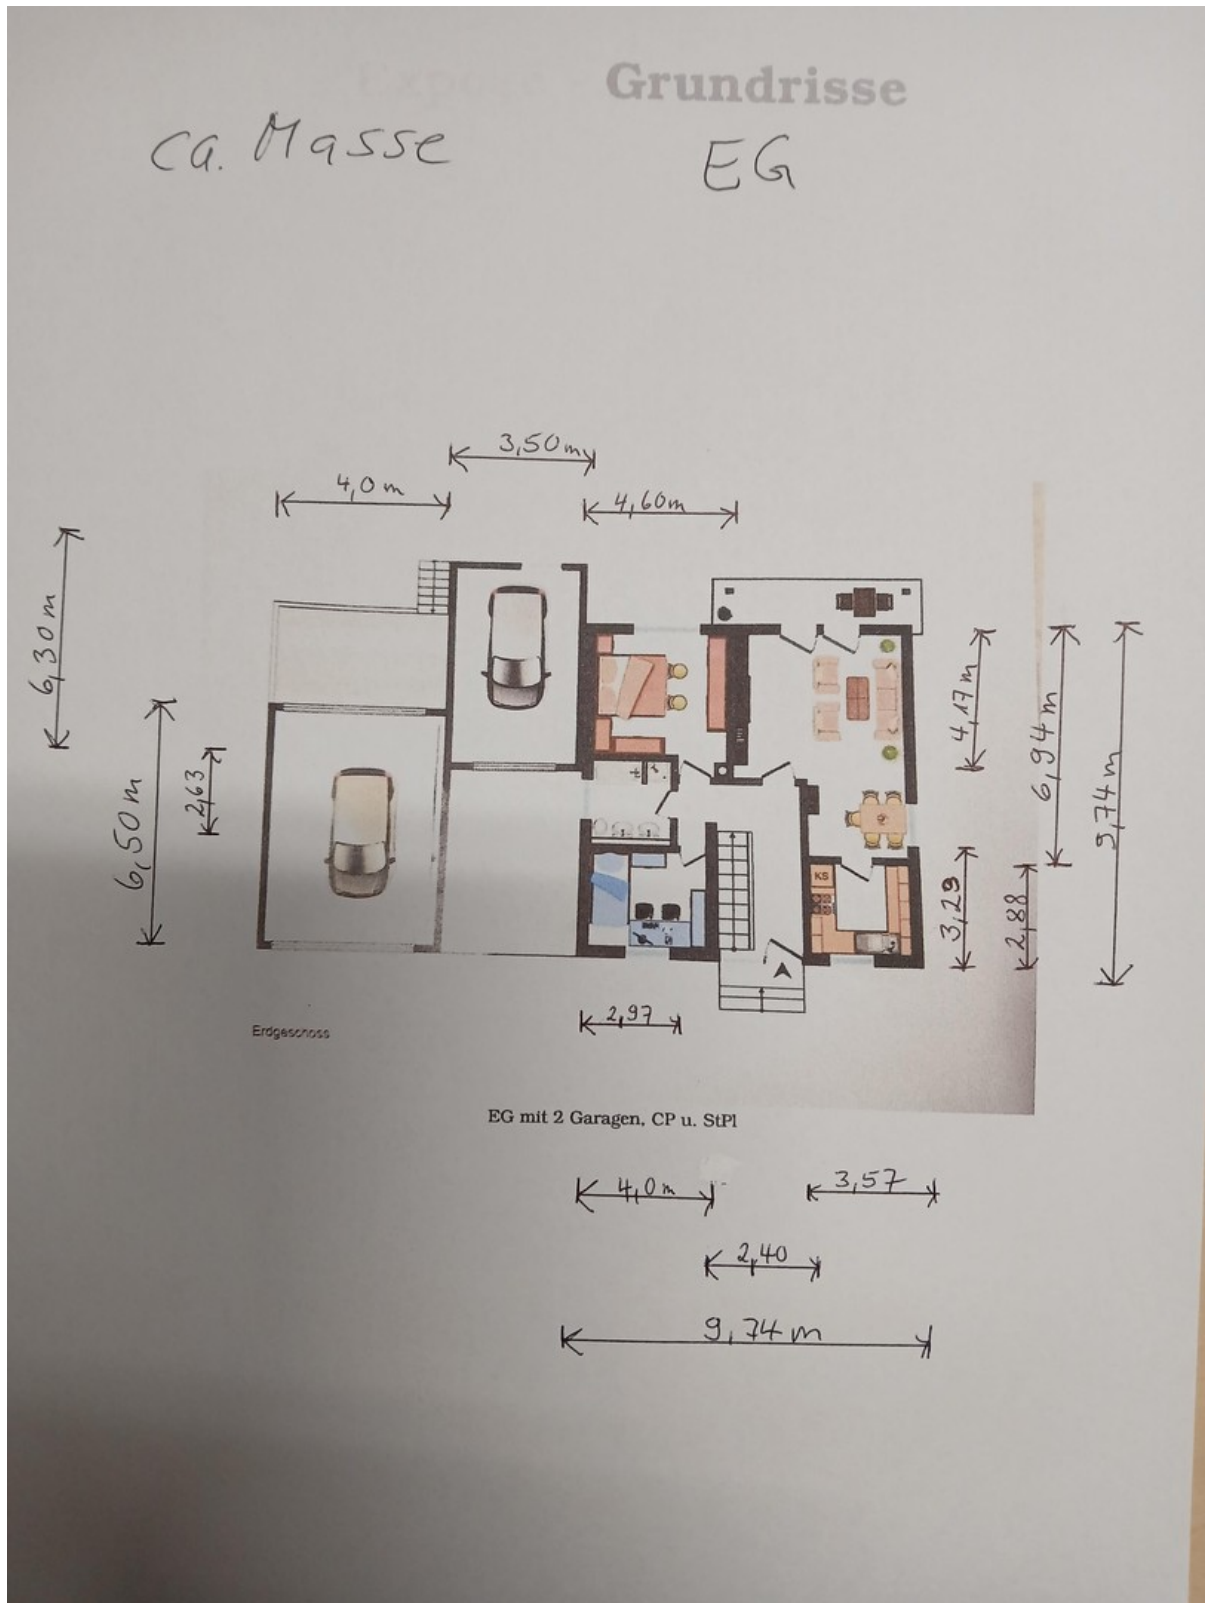 Exposé Grundrisse
ca. Masse EG
3,50m
4,0m
4,60m
6,30m
6,50m
2,63
4,17m
6,94m
9,74m
KS
3,29
2,88
2,97
Erdgeschoss
EG mit 2 Garagen, CP u. StPl
4,0m
3,57
2,40
9,74m